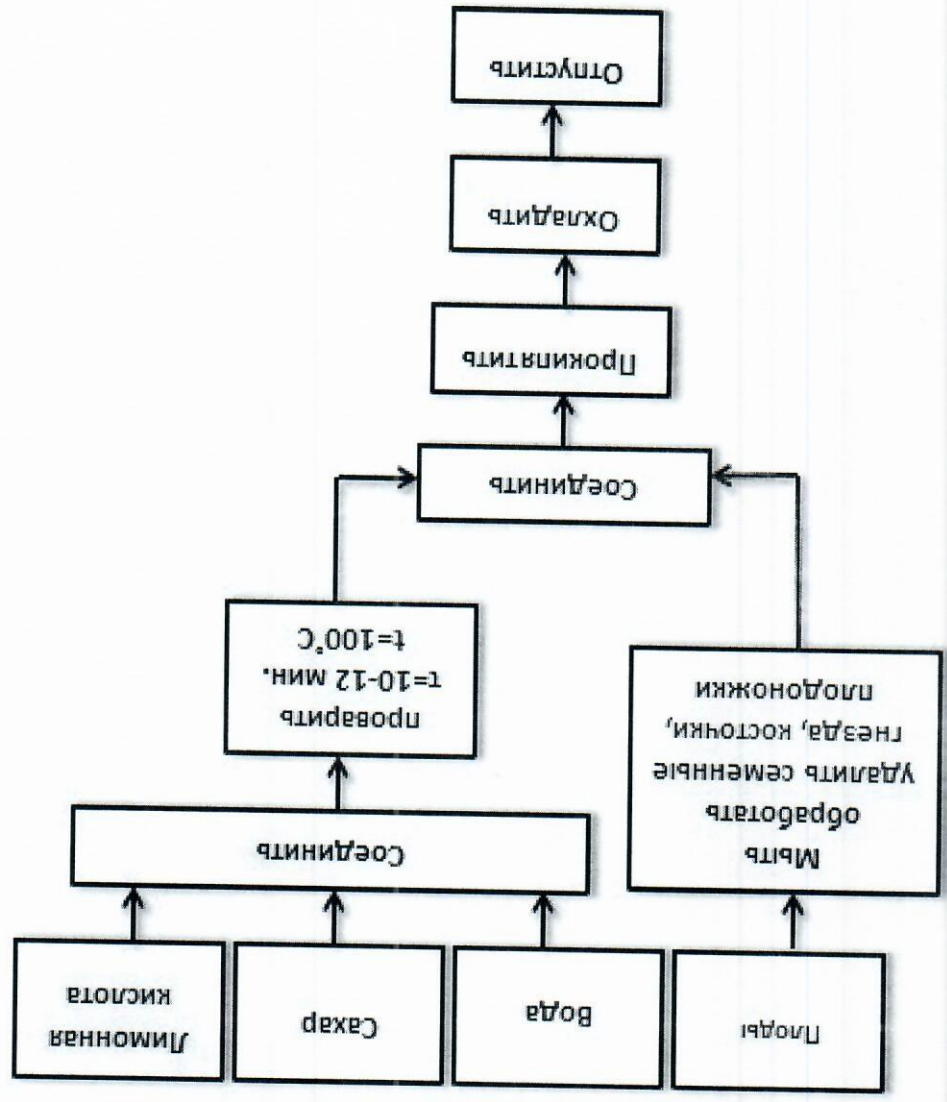 Плоды
Вода
Сахар
Лимонная
кислота
Мыть
обработать
удалить семенные
гнезда, косточки,
плодоножки
Соединить
проварить
τ=10-12 мин.
t=100°C
Соединить
Прокипятить
Охладить
Отпустить